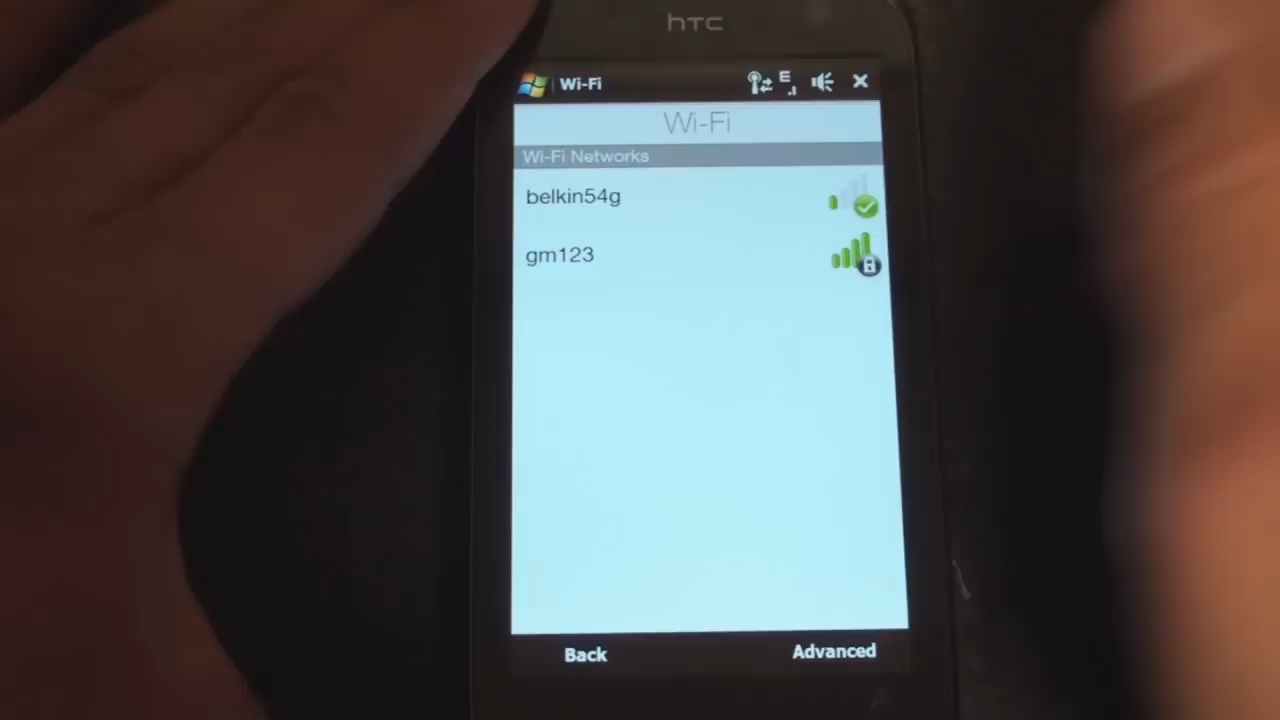 hTC
Wi-Fi
E
Wi-Fi
Wi-Fi Networks
belkin54g
gm123
Back
Advanced